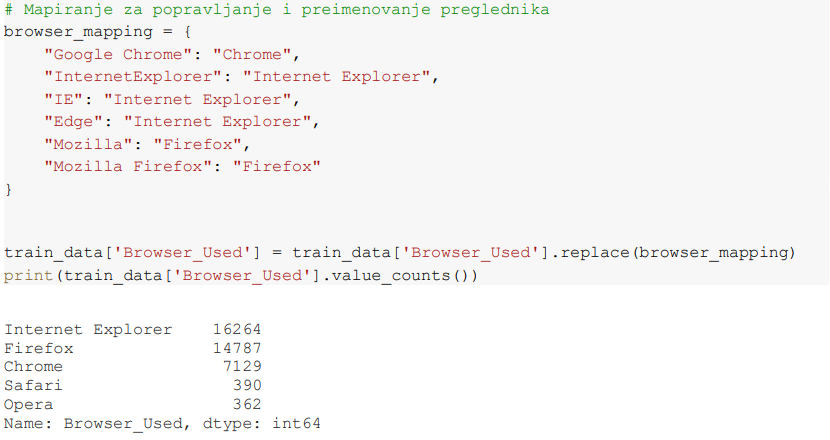 # Mapiranje za popravljanje i preimenovanje preglednika
browser_mapping = {
    "Google Chrome": "Chrome",
    "InternetExplorer": "Internet Explorer",
    "IE": "Internet Explorer",
    "Edge": "Internet Explorer",
    "Mozilla": "Firefox",
    "Mozilla Firefox": "Firefox"
}
train_data['Browser_Used'] = train_data['Browser_Used'].replace(browser_mapping)
print(train_data['Browser_Used'].value_counts())
Internet Explorer    16264
Firefox              14787
Chrome                7129
Safari                 390
Opera                  362
Name: Browser_Used, dtype: int64